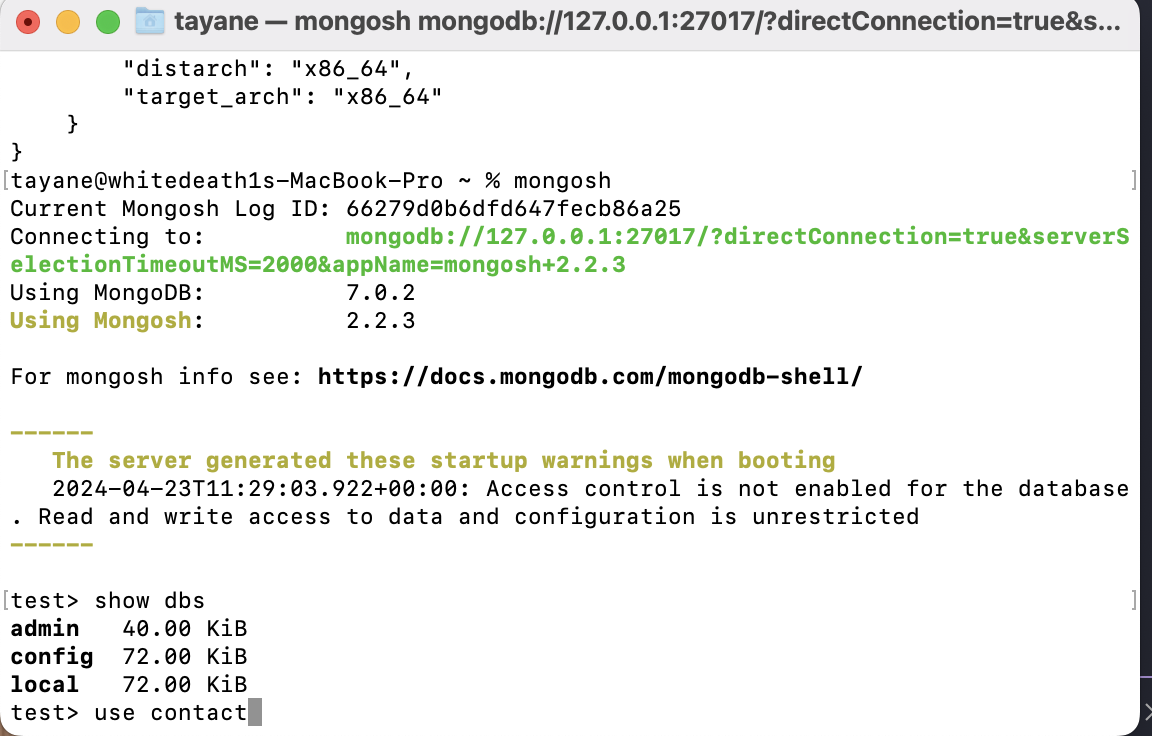 tayane — mongosh mongodb://127.0.0.1:27017/?directConnection=true&s...
"distarch": "x86_64",
"target_arch": "x86_64"
}
}
[tayane@whitedeath1s-MacBook-Pro ~ % mongosh ]
Current Mongosh Log ID: 66279d0b6dfd647fecb86a25
Connecting to: mongodb://127.0.0.1:27017/?directConnection=true&serverS
electionTimeoutMS=2000&appName=mongosh+2.2.3
Using MongoDB: 7.0.2
Using Mongosh: 2.2.3
For mongosh info see: https://docs.mongodb.com/mongodb-shell/
------
The server generated these startup warnings when booting
2024-04-23T11:29:03.922+00:00: Access control is not enabled for the database
. Read and write access to data and configuration is unrestricted
------
[test> show dbs ]
admin 40.00 KiB
config 72.00 KiB
local 72.00 KiB
test> use contact